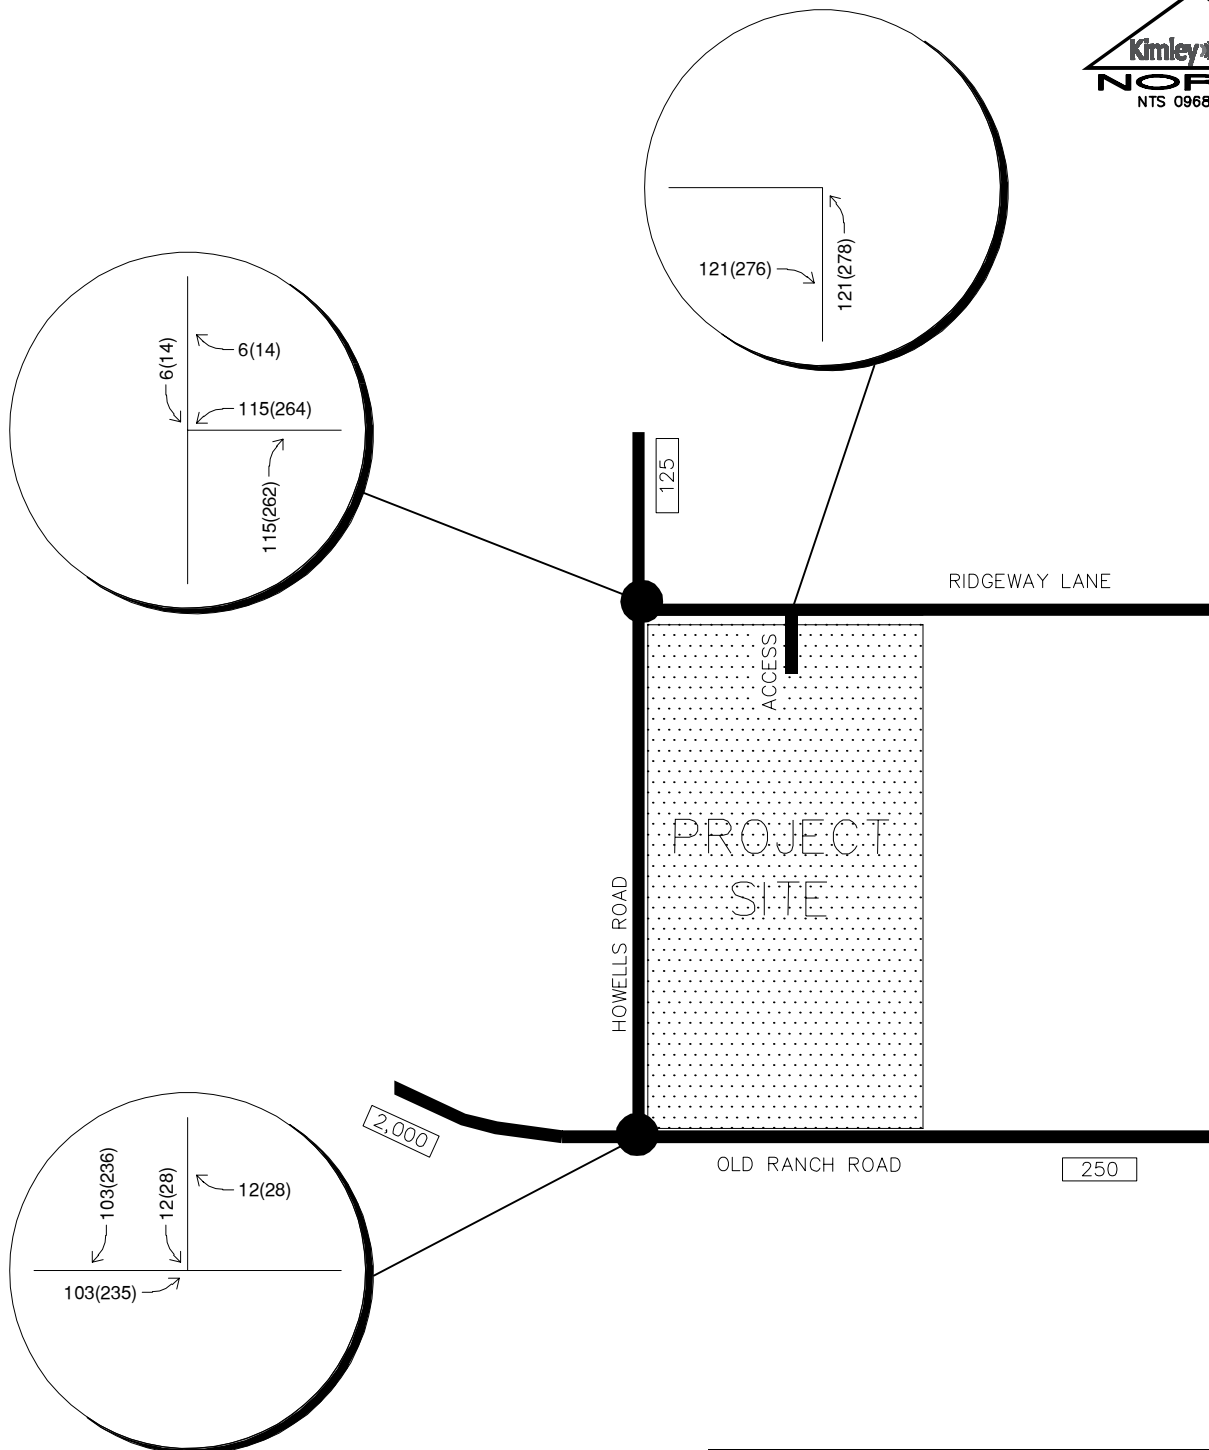 Kimley
NTS 0968
121(276)
121(278)
6(14)
6(14)
115(264)
115(262)
125
RIDGEWAY LANE
ACCESS
PROJECT
SITE
HOWELLS ROAD
2,000
OLD RANCH ROAD
250
103(236)
12(28)
12(28)
103(235)